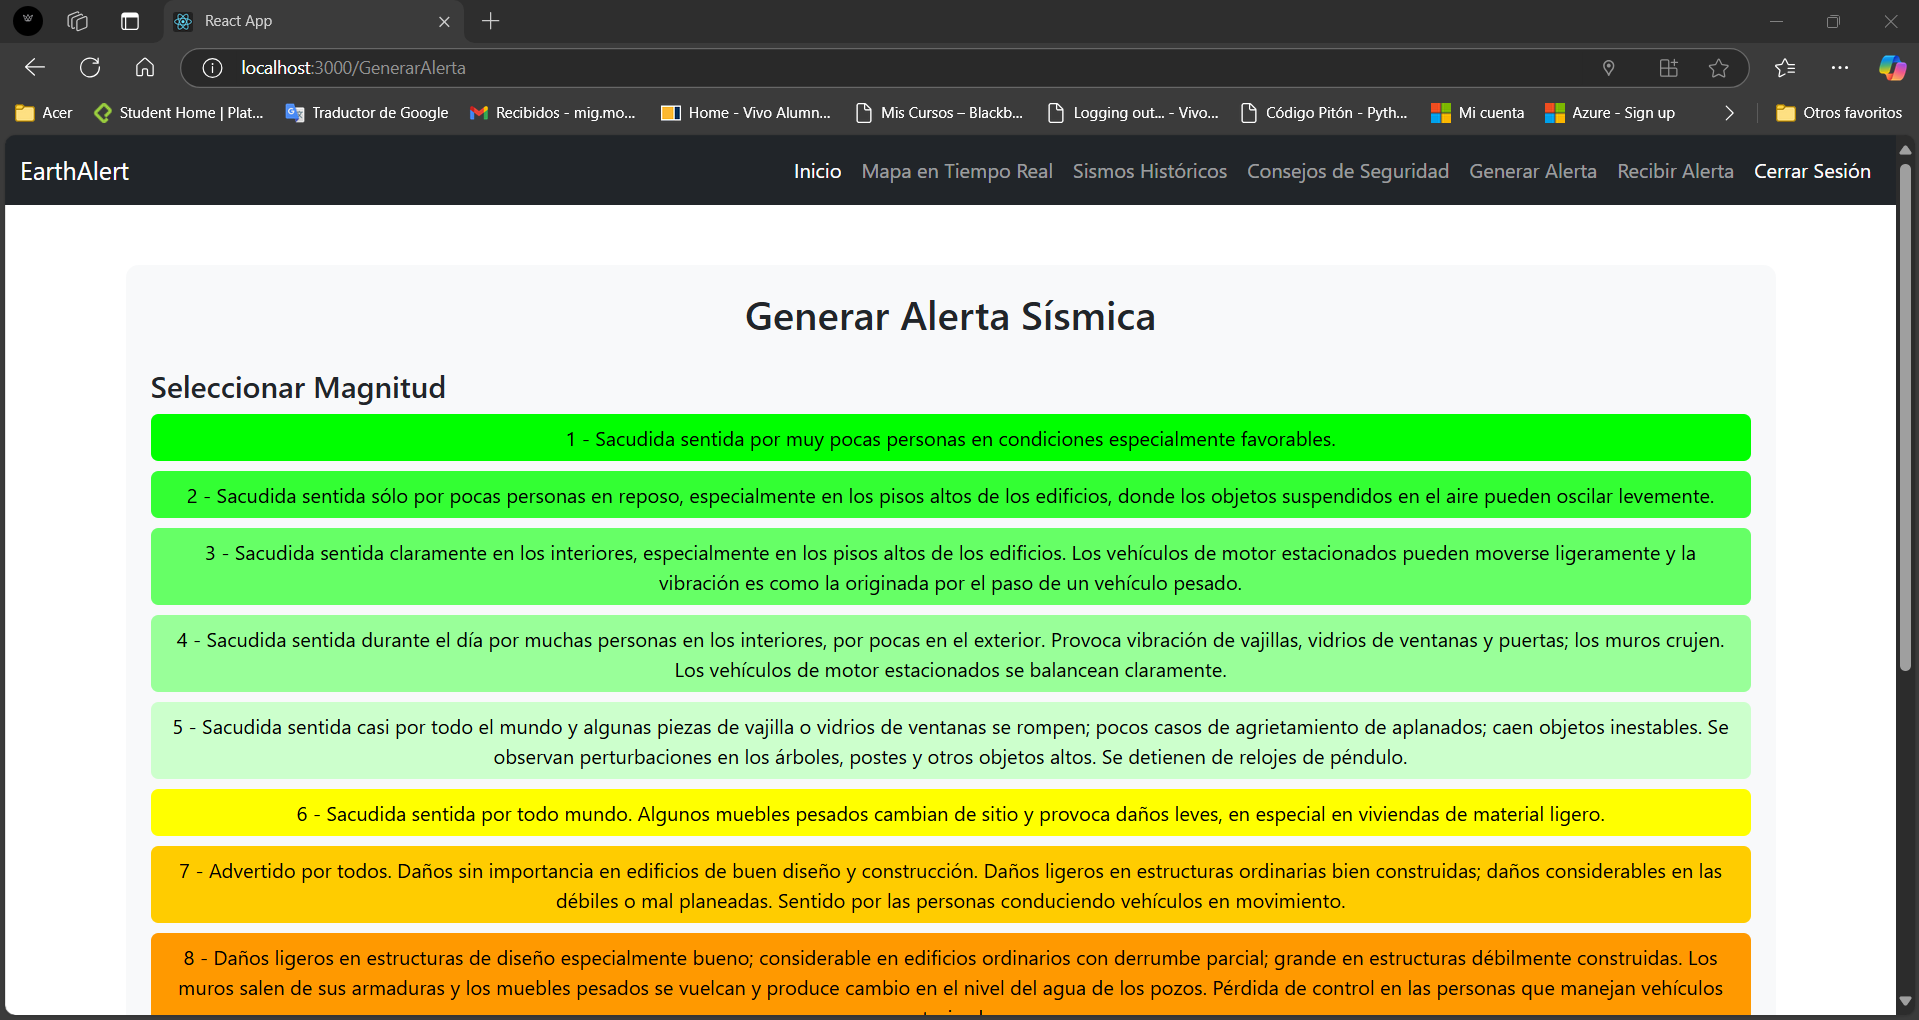 React App
localhost:3000/GenerarAlerta
Acer
Student Home | Plat...
Traductor de Google
Recibidos - mig.mo...
Home - Vivo Alumn...
Mis Cursos – Blackb...
Logging out... - Vivo...
Código Pitón - Pyth...
Mi cuenta
Azure - Sign up
Otros favoritos
EarthAlert
Inicio
Mapa en Tiempo Real
Sismos Históricos
Consejos de Seguridad
Generar Alerta
Recibir Alerta
Cerrar Sesión
Generar Alerta Sísmica
Seleccionar Magnitud
1 - Sacudida sentida por muy pocas personas en condiciones especialmente favorables.
2 - Sacudida sentida sólo por pocas personas en reposo, especialmente en los pisos altos de los edificios, donde los objetos suspendidos en el aire pueden oscilar levemente.
3 - Sacudida sentida claramente en los interiores, especialmente en los pisos altos de los edificios. Los vehículos de motor estacionados pueden moverse ligeramente y la
vibración es como la originada por el paso de un vehículo pesado.
4 - Sacudida sentida durante el día por muchas personas en los interiores, por pocas en el exterior. Provoca vibración de vajillas, vidrios de ventanas y puertas; los muros crujen.
Los vehículos de motor estacionados se balancean claramente.
5 - Sacudida sentida casi por todo el mundo y algunas piezas de vajilla o vidrios de ventanas se rompen; pocos casos de agrietamiento de aplanados; caen objetos inestables. Se
observan perturbaciones en los árboles, postes y otros objetos altos. Se detienen de relojes de péndulo.
6 - Sacudida sentida por todo mundo. Algunos muebles pesados cambian de sitio y provoca daños leves, en especial en viviendas de material ligero.
7 - Advertido por todos. Daños sin importancia en edificios de buen diseño y construcción. Daños ligeros en estructuras ordinarias bien construidas; daños considerables en las
débiles o mal planeadas. Sentido por las personas conduciendo vehículos en movimiento.
8 - Daños ligeros en estructuras de diseño especialmente bueno; considerable en edificios ordinarios con derrumbe parcial; grande en estructuras débilmente construidas. Los
muros salen de sus armaduras y los muebles pesados se vuelcan y produce cambio en el nivel del agua de los pozos. Pérdida de control en las personas que manejan vehículos